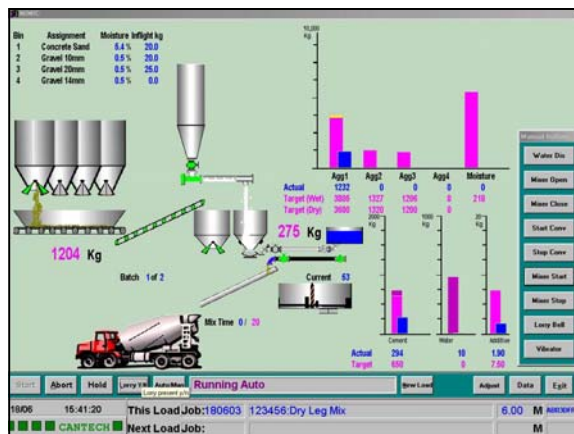 Bin Assignment Moisture Inflight kg
1 Concrete Sand 5.4 % 20.0
2 Gravel 10mm 0.5 % 20.0
3 Gravel 20mm 0.5 % 25.0
4 Gravel 14mm 0.5 % 0.0
10,000
Kg
Agg1 Agg2 Agg3 Agg4 Moisture
Actual 1232 0 0 0 0
Target (Wet) 1327 1296 0 210
Target (Dry) 1320 1290 0
1204 Kg
275 Kg
2000 1000 20
Kg
Batch 1 of 2
Current 53
Mix Time 0 / 20
Cement Water Additive
Actual 294 10 1.90
Target 650 0 7.50
Water Dis
Mixer Open
Mixer Close
Start Conv
Stop Conv
Mixer Start
Mixer Stop
Lorry Bell
Vibrator
Start Abort Hold Auto/Man Running Auto New Load Adjust Data Exit
Lorry present y/n
18/06 15:41:20 This Load Job: 180603 123456:Dry Leg Mix 6.00 M
CANTECH Next Load Job: M